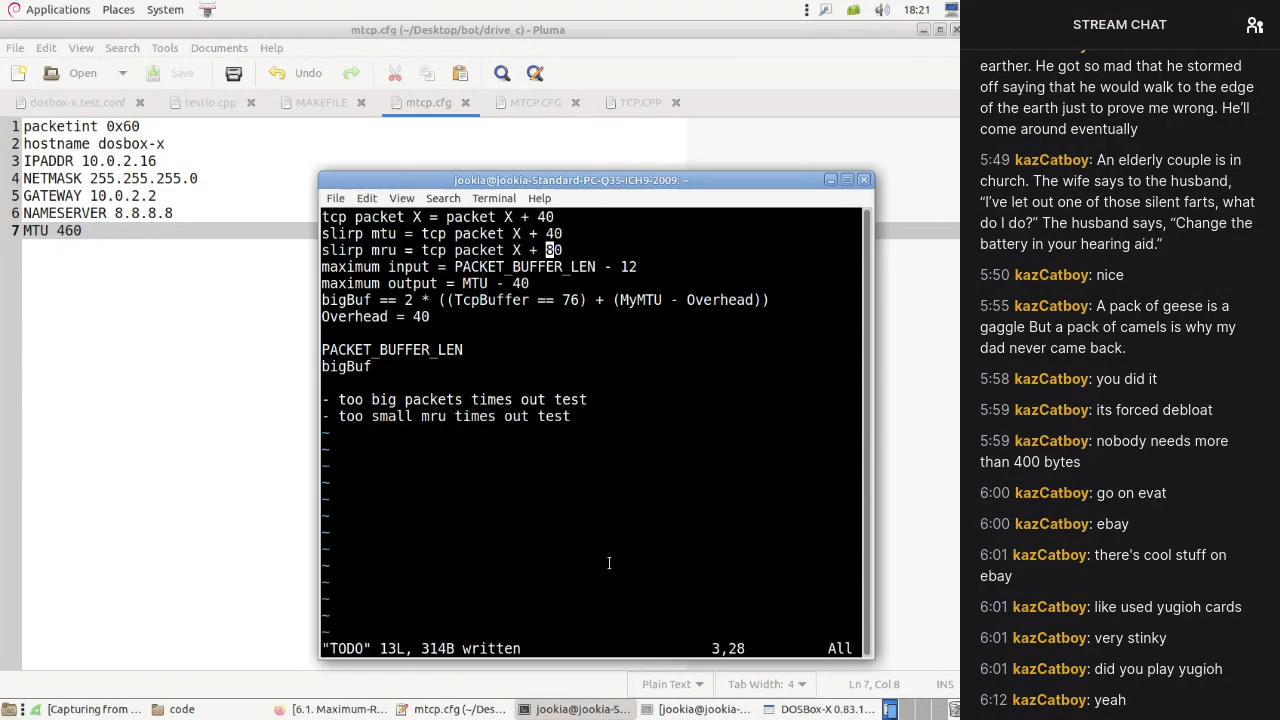 Applications Places System 18:21
mtcp.cfg (~/Desktop/bot/drive_c) - Pluma
File Edit View Search Tools Documents Help
Open Save Undo
dosbox-x.test.conf testio.cpp MAKEFILE mtcp.cfg MTCP.CFG TCP.CPP
1 packetint 0x60
2 hostname dosbox-x
3 IPADDR 10.0.2.16
4 NETMASK 255.255.255.0
5 GATEWAY 10.0.2.2
6 NAMESERVER 8.8.8.8
7 MTU 460
jookia@jookia-Standard-PC-Q35-ICH9-2009: ~
File Edit View Search Terminal Help
tcp packet X = packet X + 40
slirp mtu = tcp packet X + 40
slirp mru = tcp packet X + 80
maximum input = PACKET_BUFFER_LEN - 12
maximum output = MTU - 40
bigBuf == 2 * ((TcpBuffer == 76) + (MyMTU - Overhead))
Overhead = 40
PACKET_BUFFER_LEN
bigBuf
- too big packets times out test
- too small mru times out test
~
~
~
~
~
~
~
~
~
~
~
~
~
"TODO" 13L, 314B written 3,28 All
Plain Text Tab Width: 4 Ln 7, Col 8 INS
[Capturing from ... code [6.1. Maximum-R... mtcp.cfg (~/Des... jookia@jookia-S... [jookia@jookia-... DOSBox-X 0.83.1...
STREAM CHAT
earther. He got so mad that he stormed
off saying that he would walk to the edge
of the earth just to prove me wrong. He'll
come around eventually
5:49 kazCatboy: An elderly couple is in
church. The wife says to the husband,
“I've let out one of those silent farts, what
do I do?” The husband says, “Change the
battery in your hearing aid.”
5:50 kazCatboy: nice
5:55 kazCatboy: A pack of geese is a
gaggle But a pack of camels is why my
dad never came back.
5:58 kazCatboy: you did it
5:59 kazCatboy: its forced debloat
5:59 kazCatboy: nobody needs more
than 400 bytes
6:00 kazCatboy: go on evat
6:00 kazCatboy: ebay
6:01 kazCatboy: there's cool stuff on
ebay
6:01 kazCatboy: like used yugioh cards
6:01 kazCatboy: very stinky
6:01 kazCatboy: did you play yugioh
6:12 kazCatboy: yeah